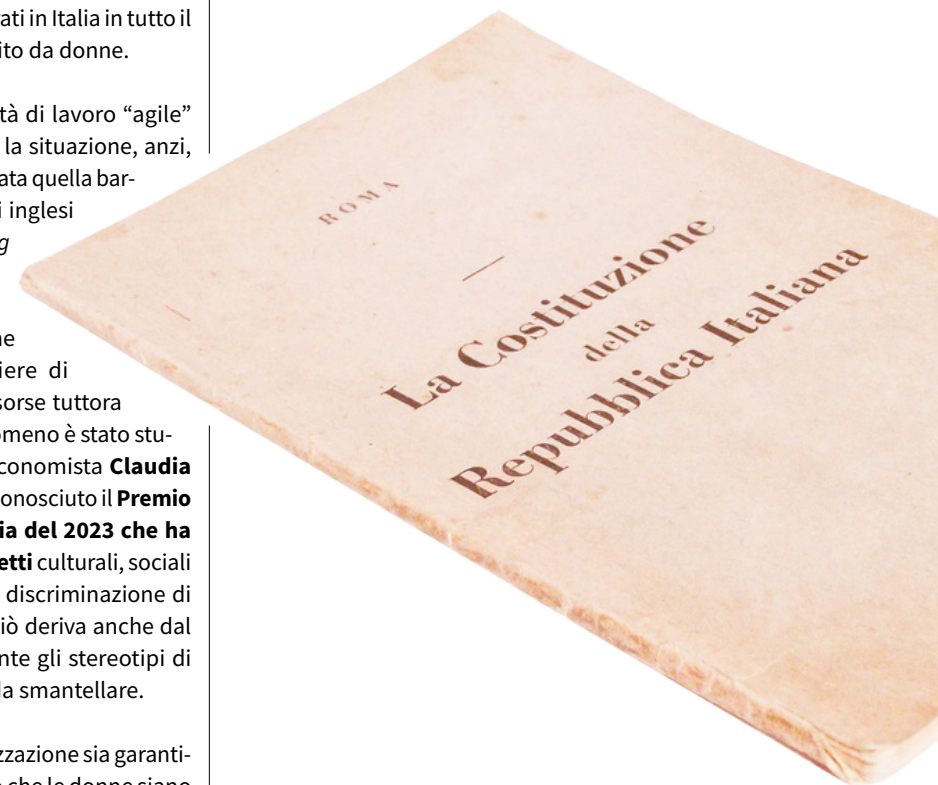 ati in Italia in tutto il
ito da donne.
tà di lavoro “agile”
la situazione, anzi,
ata quella bar-
i inglesi
g
ne
iere di
sorse tuttora
omeno è stato stu-
conomista Claudia
onosciuto il Premio
ia del 2023 che ha
etti culturali, sociali
discriminazione di
iò deriva anche dal
nte gli stereotipi di
da smantellare.
zzazione sia garanti-
che le donne siano
ROMA
La Costituzione
della
Repubblica Italiana